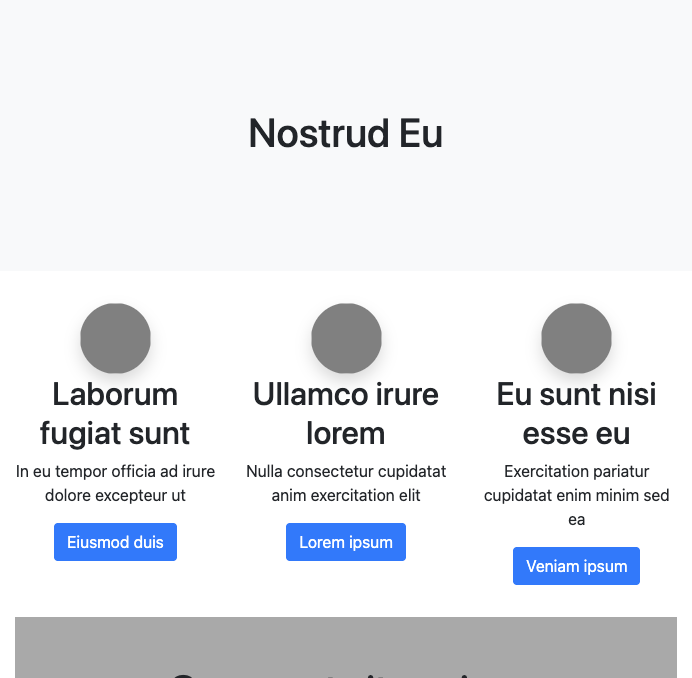 Nostrud Eu
Laborum
fugiat sunt
In eu tempor officia ad irure
dolore excepteur ut
Eiusmod duis
Ullamco irure
lorem
Nulla consectetur cupidatat
anim exercitation elit
Lorem ipsum
Eu sunt nisi
esse eu
Exercitation pariatur
cupidatat enim minim sed
ea
Veniam ipsum